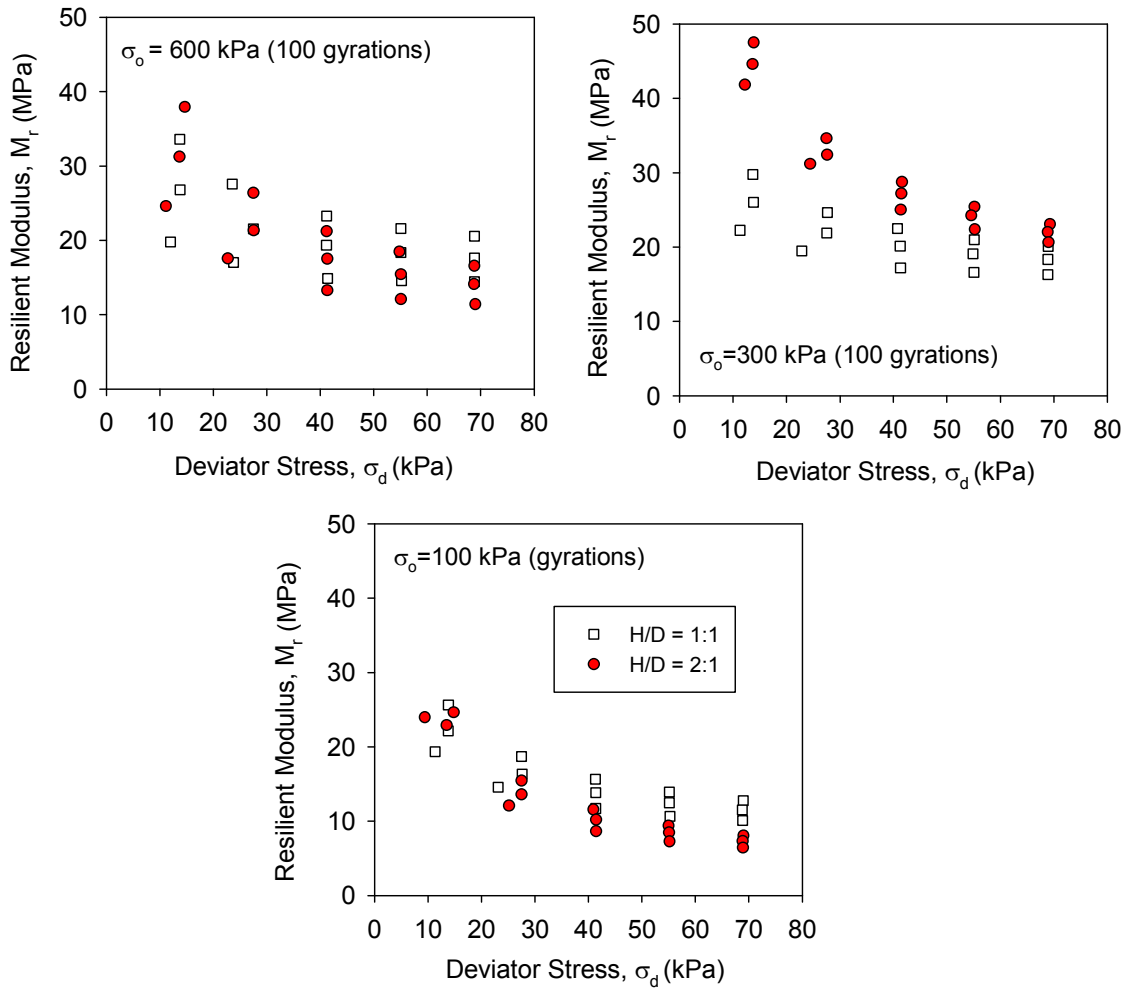 σo = 600 kPa (100 gyrations)
Resilient Modulus, Mr (MPa)
50
40
30
20
10
0
0 10 20 30 40 50 60 70 80
Deviator Stress, σd (kPa)
σo=300 kPa (100 gyrations)
Resilient Modulus, Mr (MPa)
50
40
30
20
10
0
0 10 20 30 40 50 60 70 80
Deviator Stress, σd (kPa)
σo=100 kPa (gyrations)
Resilient Modulus, Mr (MPa)
50
40
30
20
10
0
H/D = 1:1
H/D = 2:1
0 10 20 30 40 50 60 70 80
Deviator Stress, σd (kPa)